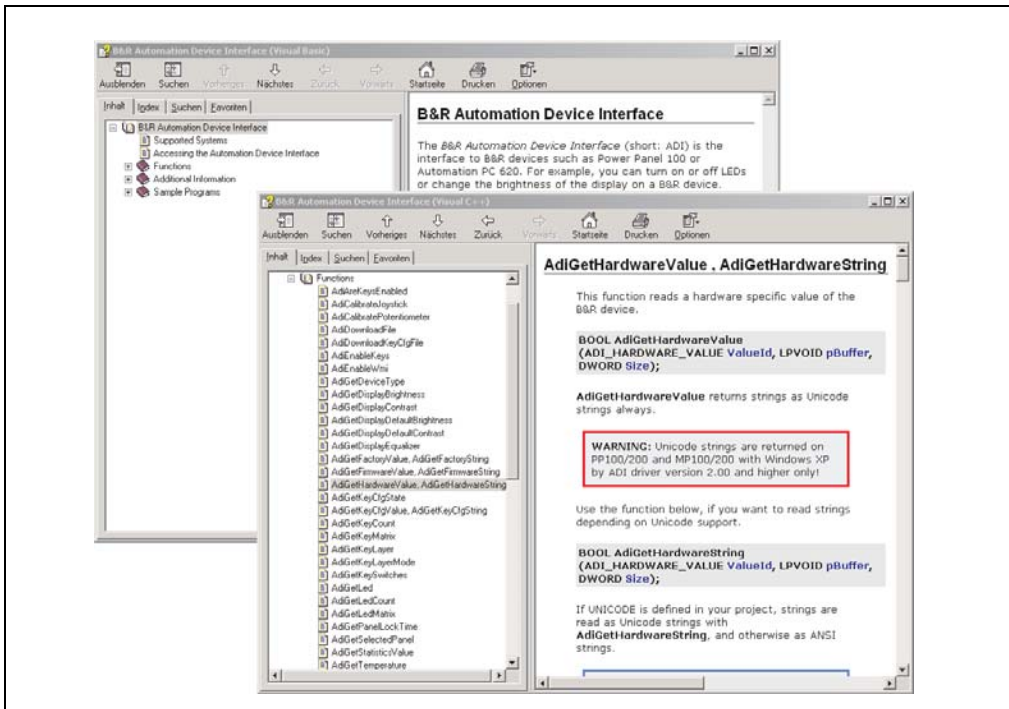 B&R Automation Device Interface (Visual Basic)
Ausblenden Suchen Vorheriges Nächstes Zurück Vorwärts Startseite Drucken Optionen
Inhalt Index Suchen Favoriten
B&R Automation Device Interface
Supported Systems
Accessing the Automation Device Interface
Functions
Additional Information
Sample Programs
B&R Automation Device Interface
The B&R Automation Device Interface (short: ADI) is the
interface to B&R devices such as Power Panel 100 or
Automation PC 620. For example, you can turn on or off LEDs
or change the brightness of the display on a B&R device.
B&R Automation Device Interface (Visual C++)
Ausblenden Suchen Vorheriges Nächstes Zurück Vorwärts Startseite Drucken Optionen
Inhalt Index Suchen Favoriten
Functions
AdiAreKeysEnabled
AdiCalibrateJoystick
AdiCalibratePotentiometer
AdiDownloadFile
AdiDownloadKeyCfgFile
AdiEnableKeys
AdiEnableWmi
AdiGetDeviceType
AdiGetDisplayBrightness
AdiGetDisplayContrast
AdiGetDisplayDefaultBrightness
AdiGetDisplayDefaultContrast
AdiGetDisplayEqualizer
AdiGetFactoryValue, AdiGetFactoryString
AdiGetFirmwareValue, AdiGetFirmwareString
AdiGetHardwareValue, AdiGetHardwareString
AdiGetKeyCfgState
AdiGetKeyCfgValue, AdiGetKeyCfgString
AdiGetKeyCount
AdiGetKeyMatrix
AdiGetKeyLayer
AdiGetKeyLayerMode
AdiGetKeySwitches
AdiGetLed
AdiGetLedCount
AdiGetLedMatrix
AdiGetPanelLockTime
AdiGetSelectedPanel
AdiGetStatisticsValue
AdiGetTemperature
AdiGetHardwareValue , AdiGetHardwareString
This function reads a hardware specific value of the
B&R device.
BOOL AdiGetHardwareValue
(ADI_HARDWARE_VALUE ValueId, LPVOID pBuffer,
DWORD Size);
AdiGetHardwareValue returns strings as Unicode
strings always.
WARNING: Unicode strings are returned on
PP100/200 and MP100/200 with Windows XP
by ADI driver version 2.00 and higher only!
Use the function below, if you want to read strings
depending on Unicode support.
BOOL AdiGetHardwareString
(ADI_HARDWARE_VALUE ValueId, LPVOID pBuffer,
DWORD Size);
If UNICODE is defined in your project, strings are
read as Unicode strings with
AdiGetHardwareString, and otherwise as ANSI
strings.